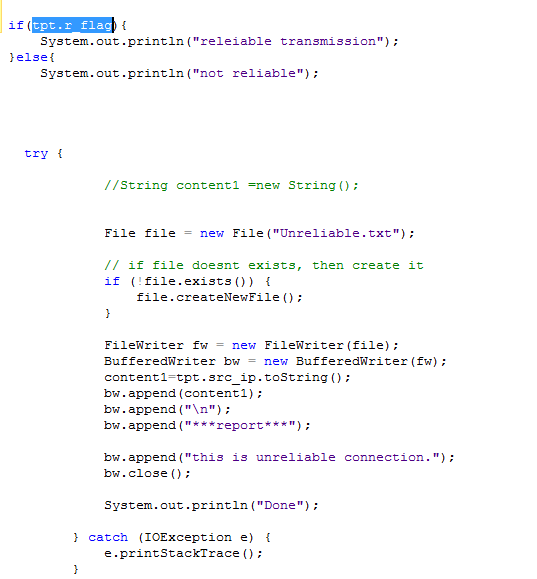 if(tpt.r_flag){
System.out.println("releiable transmission");
}else{
System.out.println("not reliable");
try {
//String content1 =new String();
File file = new File("Unreliable.txt");
// if file doesnt exists, then create it
if (!file.exists()) {
file.createNewFile();
}
FileWriter fw = new FileWriter(file);
BufferedWriter bw = new BufferedWriter(fw);
content1=tpt.src_ip.toString();
bw.append(content1);
bw.append("\n");
bw.append("***report***");
bw.append("this is unreliable connection.");
bw.close();
System.out.println("Done");
} catch (IOException e) {
e.printStackTrace();
}